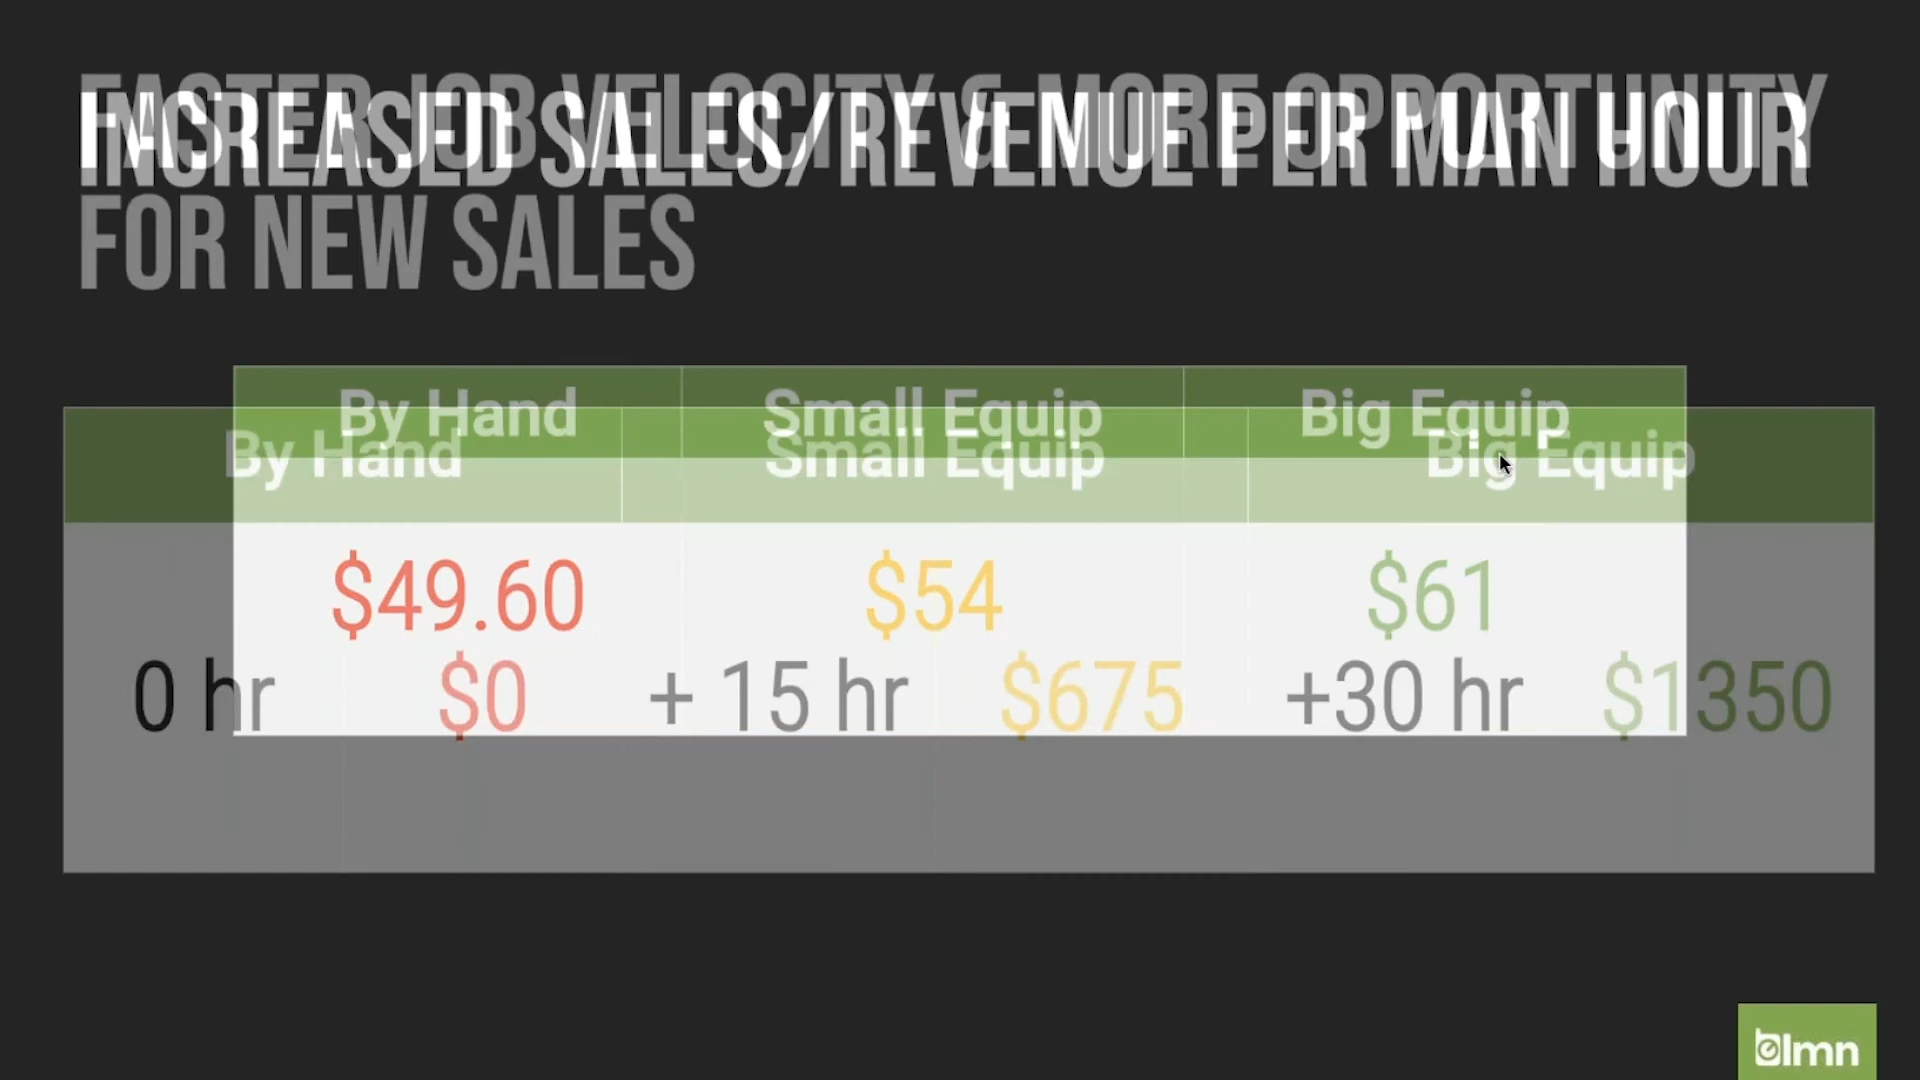 FASTER JOB VELOCITY & MORE OPPORTUNITY
INCREASED SALES/REVENUE PER MAN HOUR
FOR NEW SALES
By Hand Small Equip Big Equip
By Hand Small Equip Big Equip
$49.60 $54 $61
0 hr $0 + 15 hr $675 +30 hr $1350
lmn